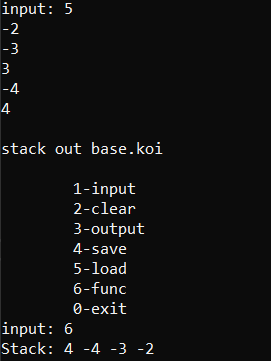 input: 5
-2
-3
3
-4
4
stack out base.koi
1-input
2-clear
3-output
4-save
5-load
6-func
0-exit
input: 6
Stack: 4 -4 -3 -2